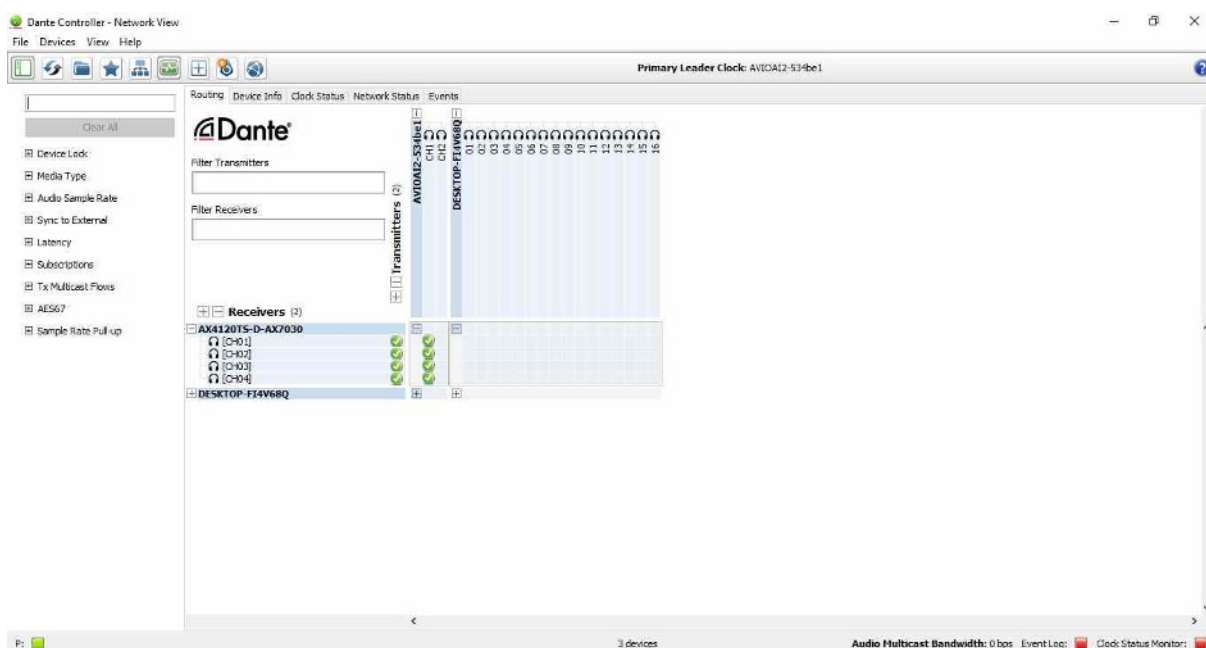 Dante Controller - Network View
File Devices View Help
Primary Leader Clock: AVIOAI2-534be1
Routing Device Info Clock Status Network Status Events
Clear All
Device Lock
Media Type
Audio Sample Rate
Sync to External
Latency
Subscriptions
Tx Multicast Flows
AES67
Sample Rate Pull-up
Dante®
Filter Transmitters
Filter Receivers
Transmitters (2)
AVIOAI2-534be1
CH1
CH2
DESKTOP-FI4V68Q
01
02
03
04
05
06
07
08
09
10
11
12
13
14
15
16
Receivers (2)
AX4120TS-D-AX7030
[CH01]
[CH02]
[CH03]
[CH04]
DESKTOP-FI4V68Q
P: 3 devices Audio Multicast Bandwidth: 0 bps Event Log: Clock Status Monitor: